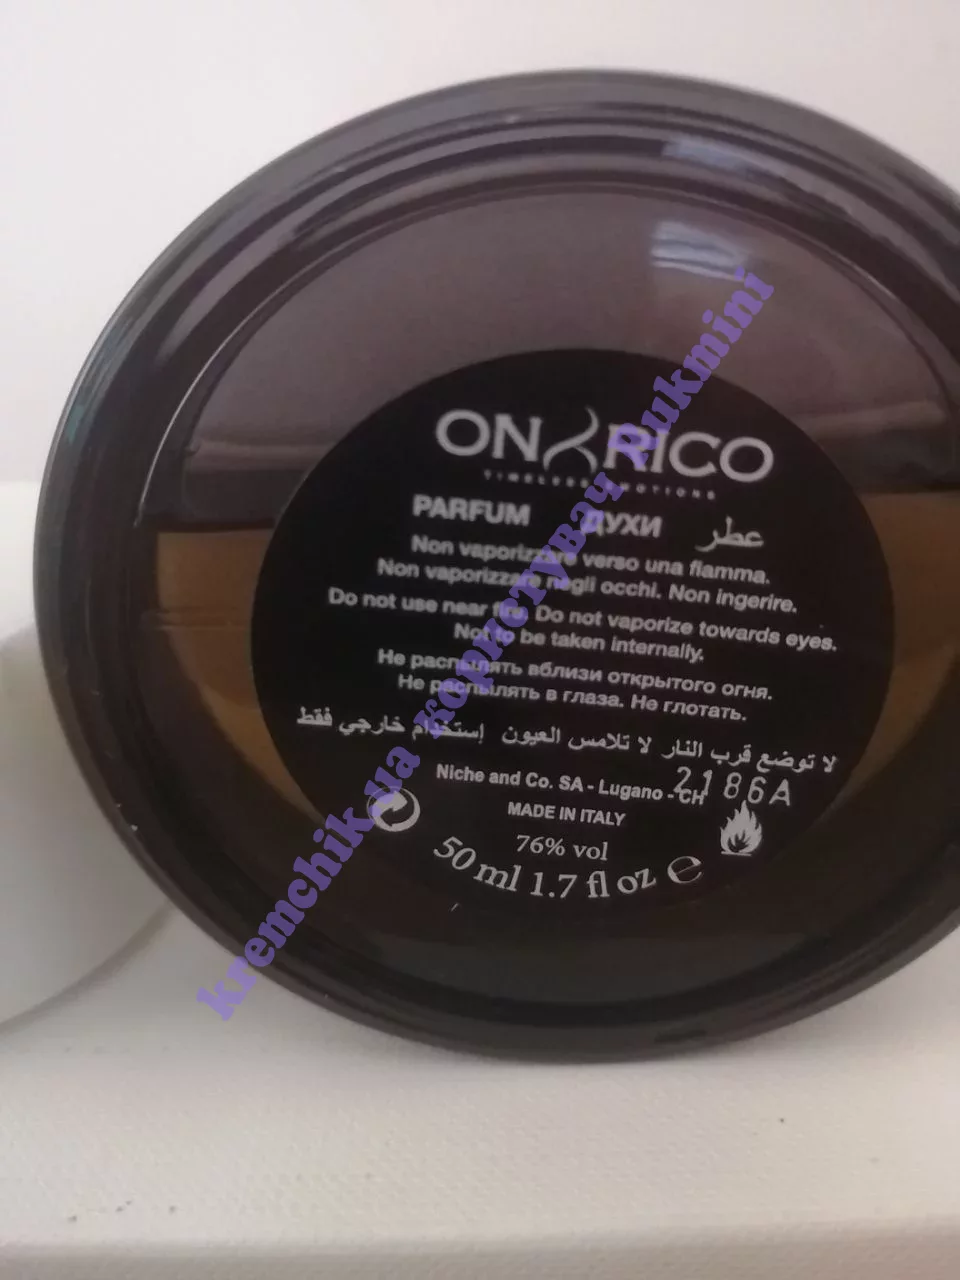 ONYRICO
TIMELESS EMOTIONS
PARFUM ДУХИ عطر
Non vaporizzare verso una fiamma.
Non vaporizzare negli occhi. Non ingerire.
Do not use near fire. Do not vaporize towards eyes.
Not to be taken internally.
Не распылять вблизи открытого огня.
Не распылять в глаза. Не глотать.
لا توضع قرب النار لا تلامس العيون إستخدام خارجي فقط
Niche and Co. SA - Lugano - CH
2186A
MADE IN ITALY
76% vol
50 ml 1.7 fl oz ℮
kremchik.ua користувач Rukmini